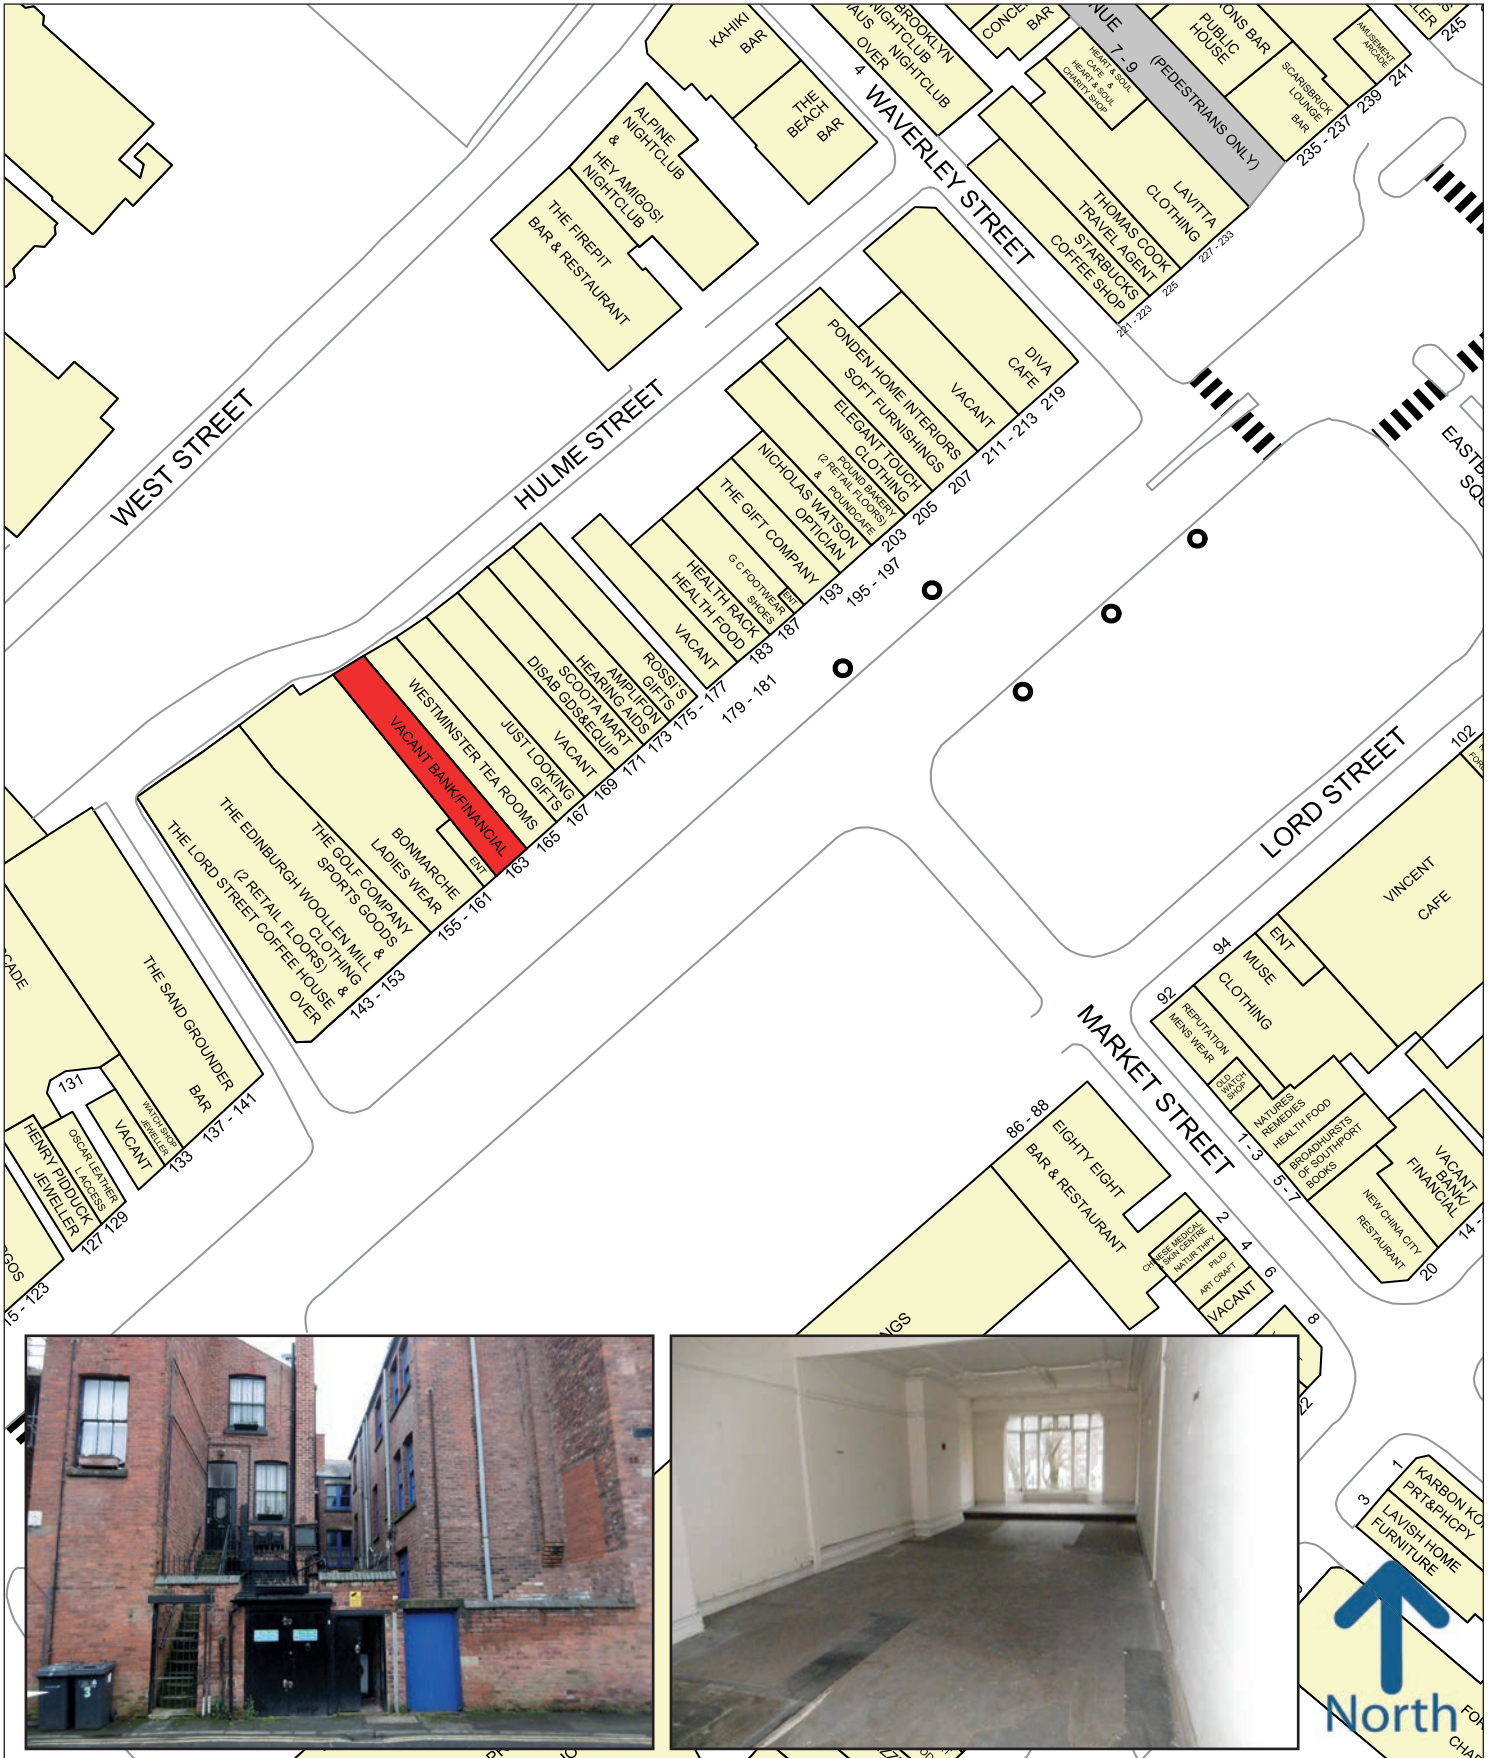 KAHIKI
BAR
THE
BEACH
BAR
ALPINE
NIGHTCLUB
&
HEY AMIGOS!
NIGHTCLUB
THE FIREPIT
BAR & RESTAURANT
BROOKLYN
NIGHTCLUB
NIGHTCLUB
OVER
4
BAR
7 - 9
(PEDESTRIANS ONLY)
HEART & SOUL
CAFE &
HEART & SOUL
CHARITY SHOP
PUBLIC
HOUSE
SCARISBRICK
LOUNGE
BAR
AMUSEMENT
ARCADE
245
241
239
235 - 237
WAVERLEY STREET
LAVITTA
CLOTHING
227 - 233
THOMAS COOK
TRAVEL AGENT
225
STARBUCKS
COFFEE SHOP
221 - 223
WEST STREET
HULME STREET
DIVA
CAFE
219
VACANT
211 - 213
PONDEN HOME INTERIORS
SOFT FURNISHINGS
207
ELEGANT TOUCH
CLOTHING
205
POUND BAKERY
(2 RETAIL FLOORS)
& POUNDCAFE
203
NICHOLAS WATSON
OPTICIAN
195 - 197
THE GIFT COMPANY
193
G C FOOTWEAR
SHOES
ENT
187
HEALTH RACK
HEALTH FOOD
183
VACANT
179 - 181
ROSSI'S
GIFTS
175 - 177
AMPLIFON
HEARING AIDS
173
SCOOTA MART
DISAB GDS&EQUIP
171
VACANT
169
JUST LOOKING
GIFTS
167
WESTMINSTER TEA ROOMS
165
VACANT BANK/FINANCIAL
163
ENT
BONMARCHE
LADIES WEAR
155 - 161
THE GOLF COMPANY
SPORTS GOODS
&
THE EDINBURGH WOOLLEN MILL
(2 RETAIL FLOORS)
CLOTHING
&
THE LORD STREET COFFEE HOUSE
OVER
143 - 153
THE SAND GROUNDER
BAR
137 - 141
131
WATCH SHOP
JEWELLER
133
VACANT
OSCAR LEATHER
L ACCESS
129
HENRY PIDDUCK
JEWELLER
127
LORD STREET
102
VINCENT
CAFE
94
ENT
MUSE
CLOTHING
92
REPUTATION
MENS WEAR
OLD
WATCH
SHOP
MARKET STREET
NATURES
REMEDIES
HEALTH FOOD
1 - 3
BROADHURSTS
OF SOUTHPORT
BOOKS
5 - 7
VACANT
BANK/
FINANCIAL
14 -
NEW CHINA CITY
RESTAURANT
20
86 - 88
EIGHTY EIGHT
BAR & RESTAURANT
2
SKIN CENTRE
NATUR THPY
4
PILIO
ART CRAFT
6
VACANT
8
1
KARBON
PRT&PHCPY
3
LAVISH HOME
FURNITURE
3
North